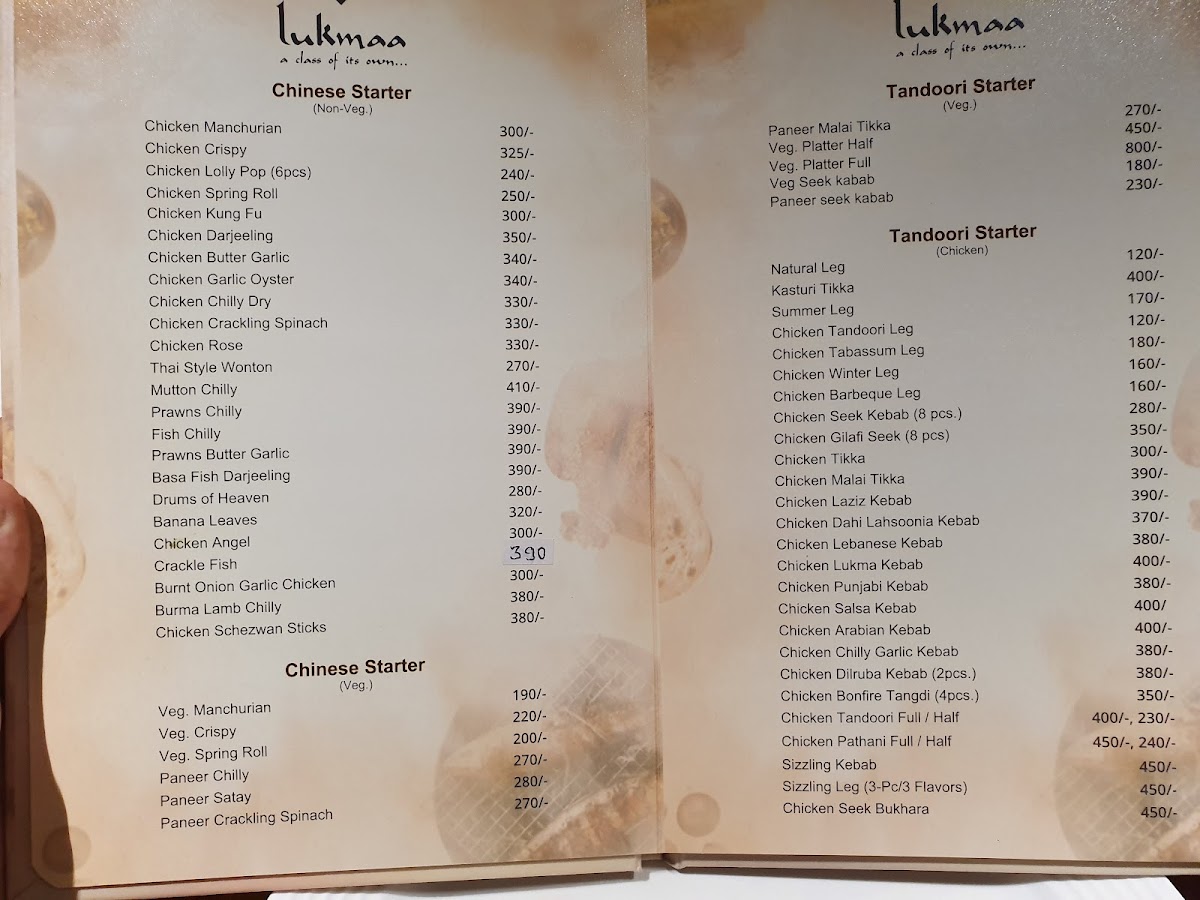 lukmaa
a class of its own...
Chinese Starter
(Non-Veg.)
Chicken Manchurian 300/-
Chicken Crispy 325/-
Chicken Lolly Pop (6pcs) 240/-
Chicken Spring Roll 250/-
Chicken Kung Fu 300/-
Chicken Darjeeling 350/-
Chicken Butter Garlic 340/-
Chicken Garlic Oyster 340/-
Chicken Chilly Dry 330/-
Chicken Crackling Spinach 330/-
Chicken Rose 330/-
Thai Style Wonton 270/-
Mutton Chilly 410/-
Prawns Chilly 390/-
Fish Chilly 390/-
Prawns Butter Garlic 390/-
Basa Fish Darjeeling 390/-
Drums of Heaven 280/-
Banana Leaves 320/-
Chicken Angel 300/-
Crackle Fish 390
Burnt Onion Garlic Chicken 300/-
Burma Lamb Chilly 380/-
Chicken Schezwan Sticks 380/-
Chinese Starter
(Veg.)
Veg. Manchurian 190/-
Veg. Crispy 220/-
Veg. Spring Roll 200/-
Paneer Chilly 270/-
Paneer Satay 280/-
Paneer Crackling Spinach 270/-
lukmaa
a class of its own...
Tandoori Starter
(Veg.)
Paneer Malai Tikka 270/-
Veg. Platter Half 450/-
Veg. Platter Full 800/-
Veg Seek kabab 180/-
Paneer seek kabab 230/-
Tandoori Starter
(Chicken)
Natural Leg 120/-
Kasturi Tikka 400/-
Summer Leg 170/-
Chicken Tandoori Leg 120/-
Chicken Tabassum Leg 180/-
Chicken Winter Leg 160/-
Chicken Barbeque Leg 160/-
Chicken Seek Kebab (8 pcs.) 280/-
Chicken Gilafi Seek (8 pcs) 350/-
Chicken Tikka 300/-
Chicken Malai Tikka 390/-
Chicken Laziz Kebab 390/-
Chicken Dahi Lahsoonia Kebab 370/-
Chicken Lebanese Kebab 380/-
Chicken Lukma Kebab 400/-
Chicken Punjabi Kebab 380/-
Chicken Salsa Kebab 400/
Chicken Arabian Kebab 400/-
Chicken Chilly Garlic Kebab 380/-
Chicken Dilruba Kebab (2pcs.) 380/-
Chicken Bonfire Tangdi (4pcs.) 350/-
Chicken Tandoori Full / Half 400/-, 230/-
Chicken Pathani Full / Half 450/-, 240/-
Sizzling Kebab 450/-
Sizzling Leg (3-Pc/3 Flavors) 450/-
Chicken Seek Bukhara 450/-